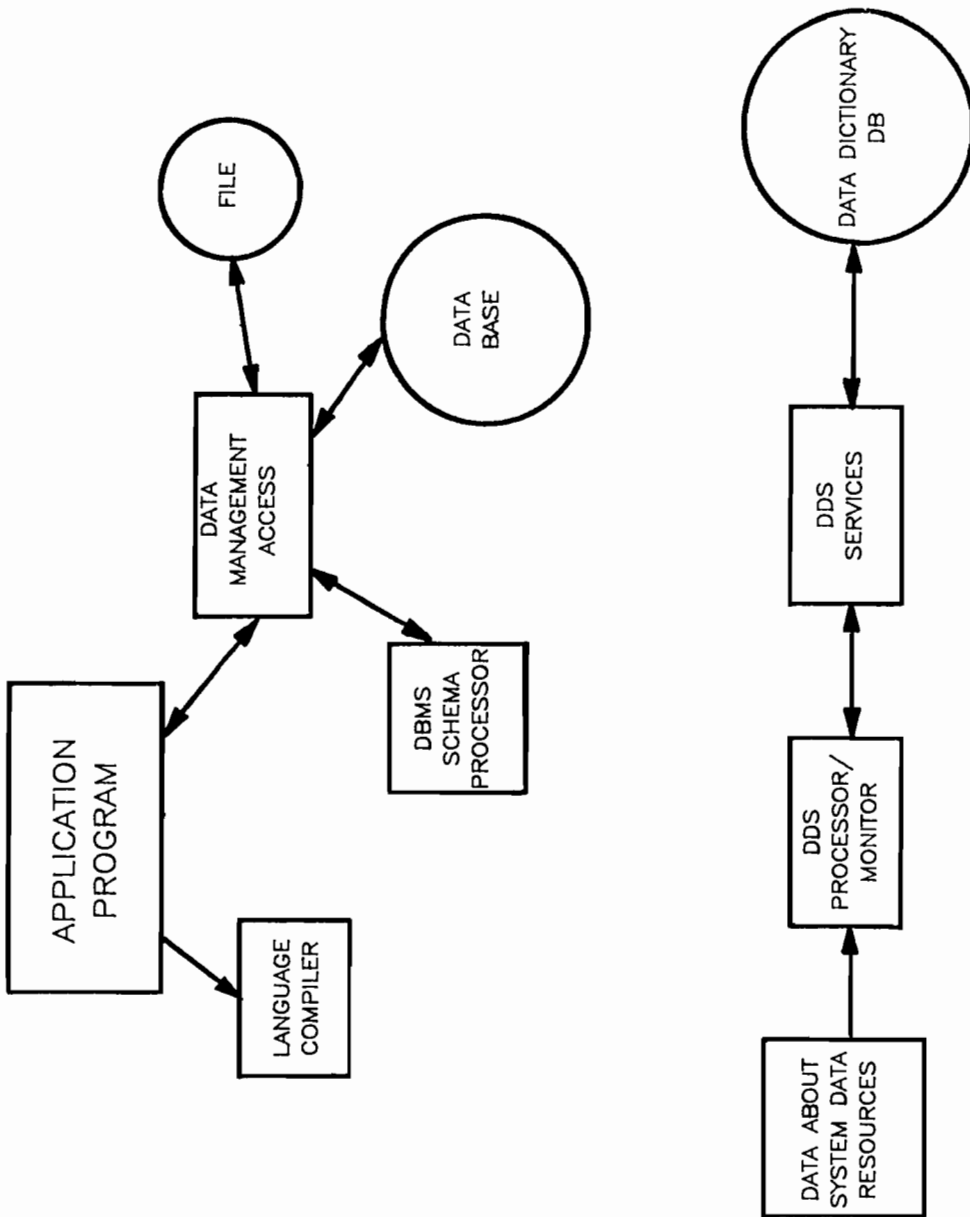 APPLICATION
PROGRAM
LANGUAGE
COMPILER
DATA
MANAGEMENT
ACCESS
FILE
DATA
BASE
DBMS
SCHEMA
PROCESSOR
DATA ABOUT
SYSTEM DATA
RESOURCES
DDS
PROCESSOR/
MONITOR
DDS
SERVICES
DATA DICTIONARY
DB